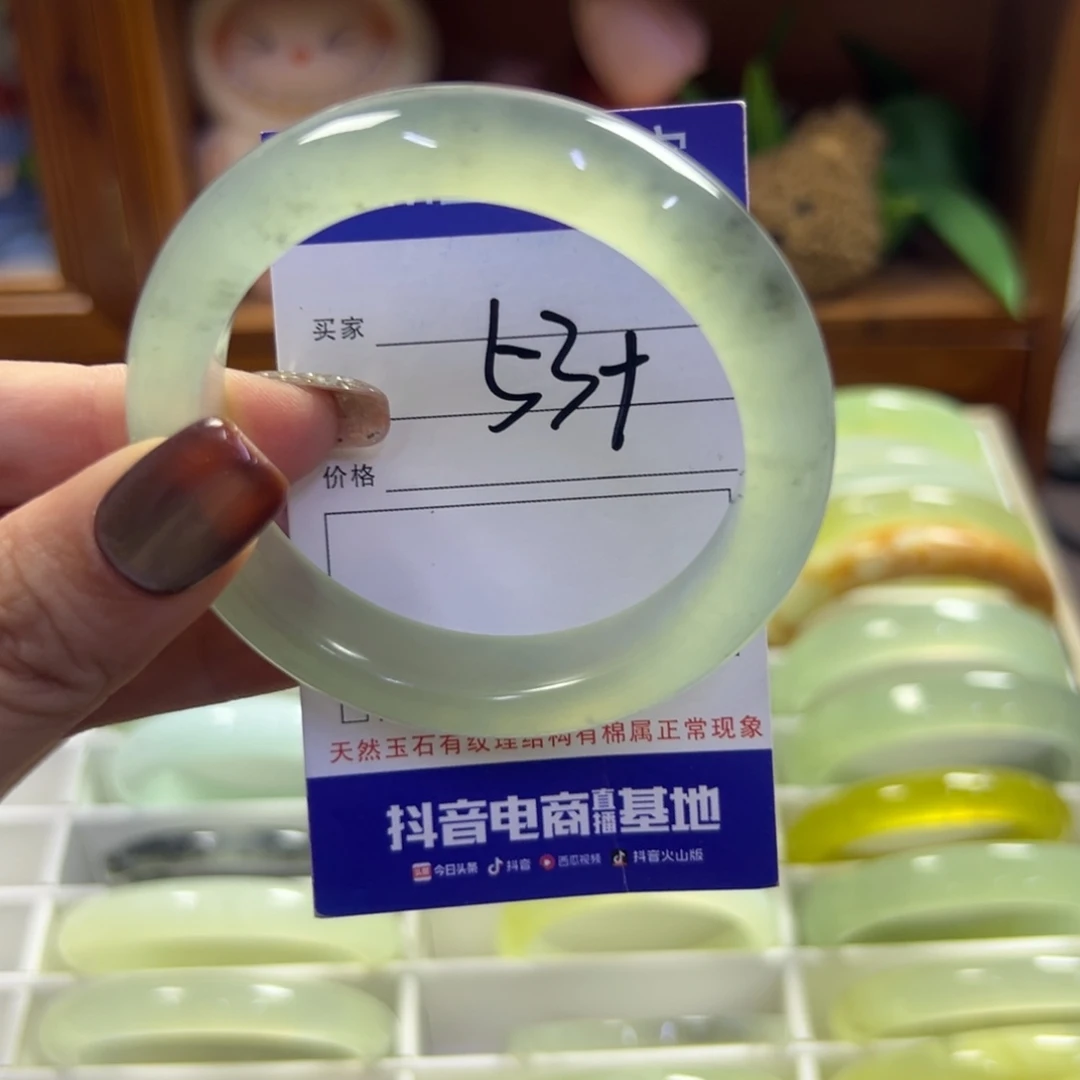 买家
53+
价格
天然玉石有纹理结构有棉属正常现象
抖音电商直播基地
今日头条 抖音 西瓜视频 抖音火山版